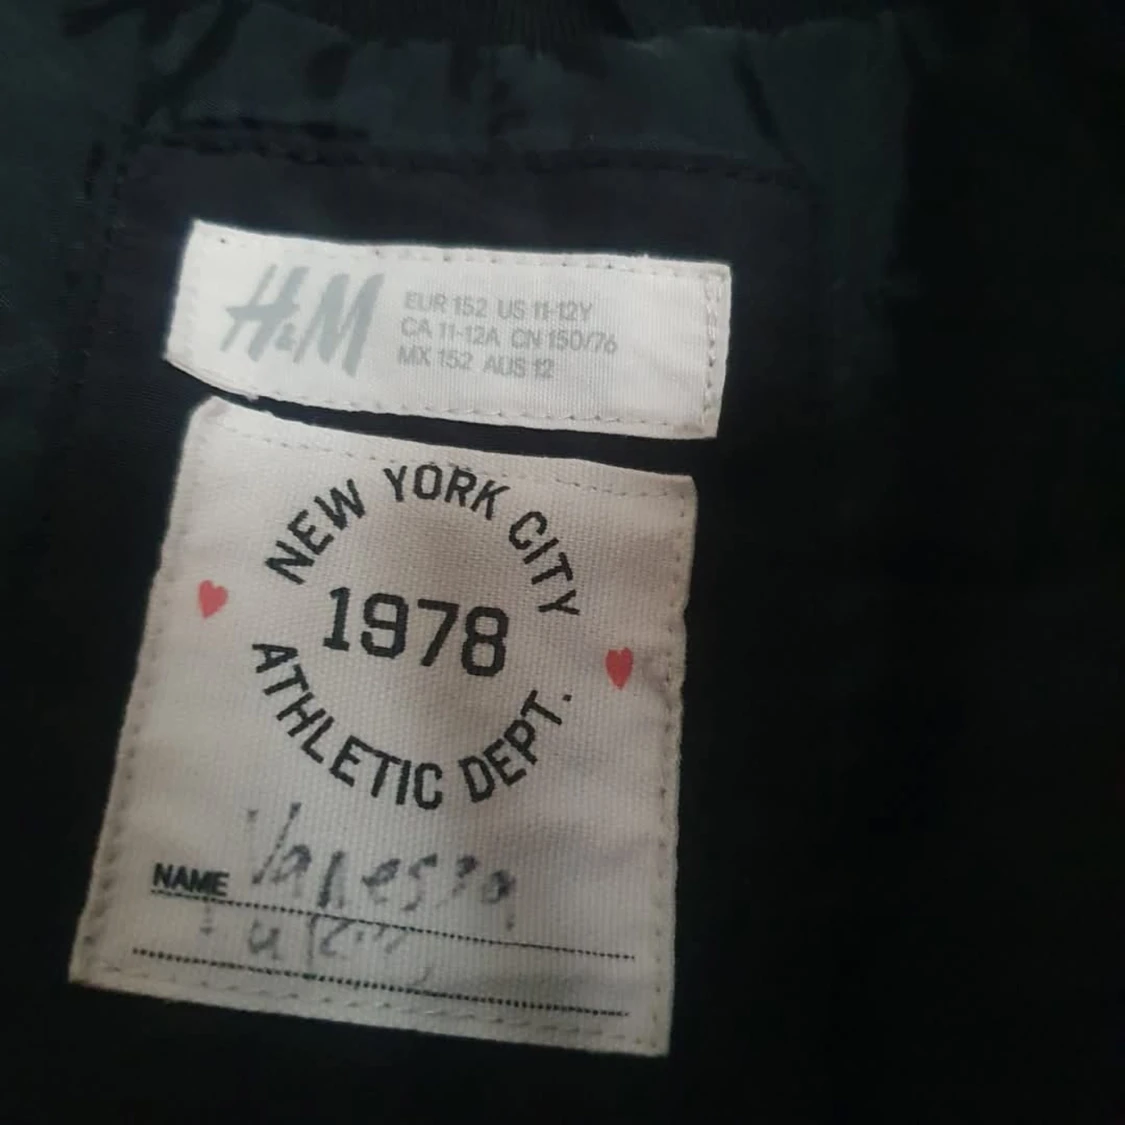 H&M
EUR 152 US 11-12Y
CA 11-12A CN 150/76
MX 152 AUS 12
NEW YORK CITY
1978
ATHLETIC DEPT.
NAME Vanessa